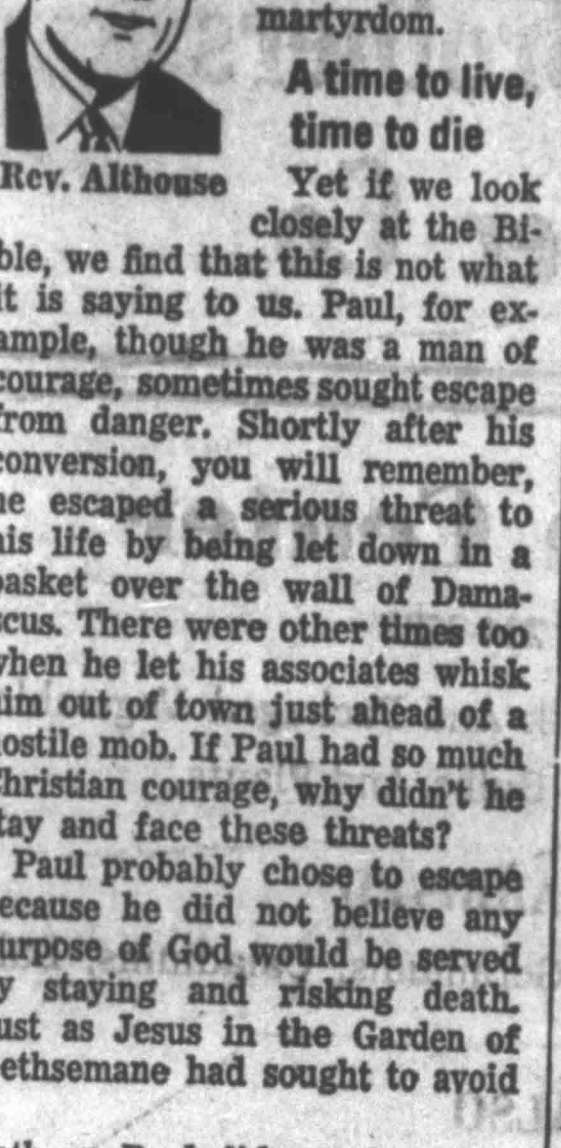 martyrdom.
A time to live,
time to die
Rev. Althouse
Yet if we look
closely at the Bi-
ble, we find that this is not what
it is saying to us. Paul, for ex-
ample, though he was a man of
courage, sometimes sought escape
from danger. Shortly after his
conversion, you will remember,
he escaped a serious threat to
his life by being let down in a
basket over the wall of Dama-
scus. There were other times too
when he let his associates whisk
him out of town just ahead of a
hostile mob. If Paul had so much
Christian courage, why didn't he
stay and face these threats?
Paul probably chose to escape
ecause he did not believe any
urpose of God would be served
y staying and risking death.
ust as Jesus in the Garden of
ethsemane had sought to avoid